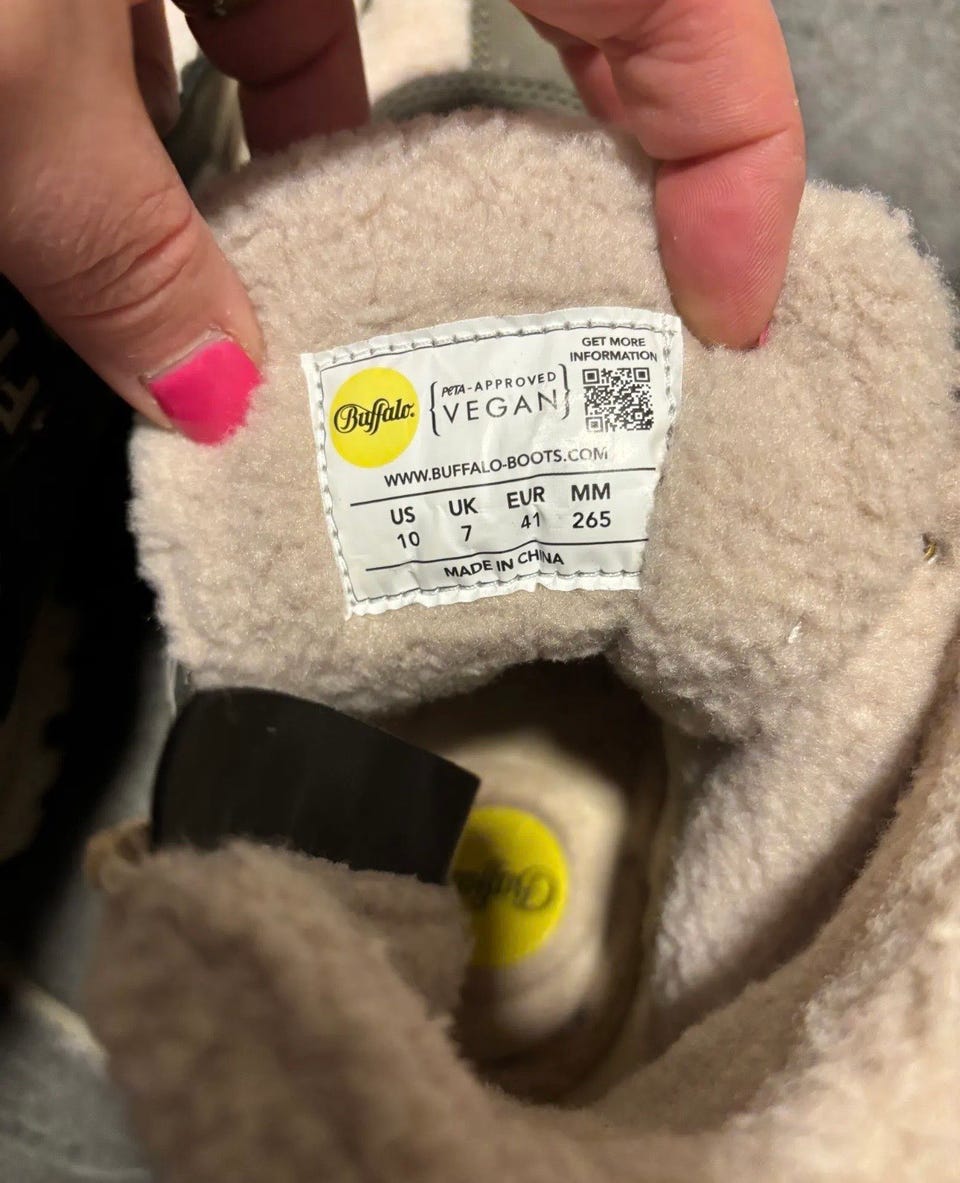 GET MORE
INFORMATION
Buffalo.
{PETA-APPROVED
VEGAN}
WWW.BUFFALO-BOOTS.COM
US UK EUR MM
10 7 41 265
MADE IN CHINA
Buffalo